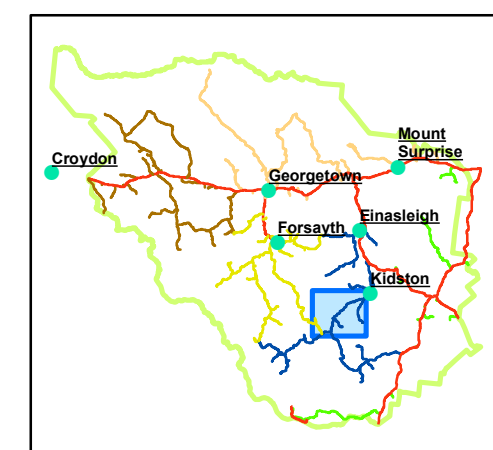 Mount
Surprise
Croydon
Georgetown
Forsayth
Einasleigh
Kidston